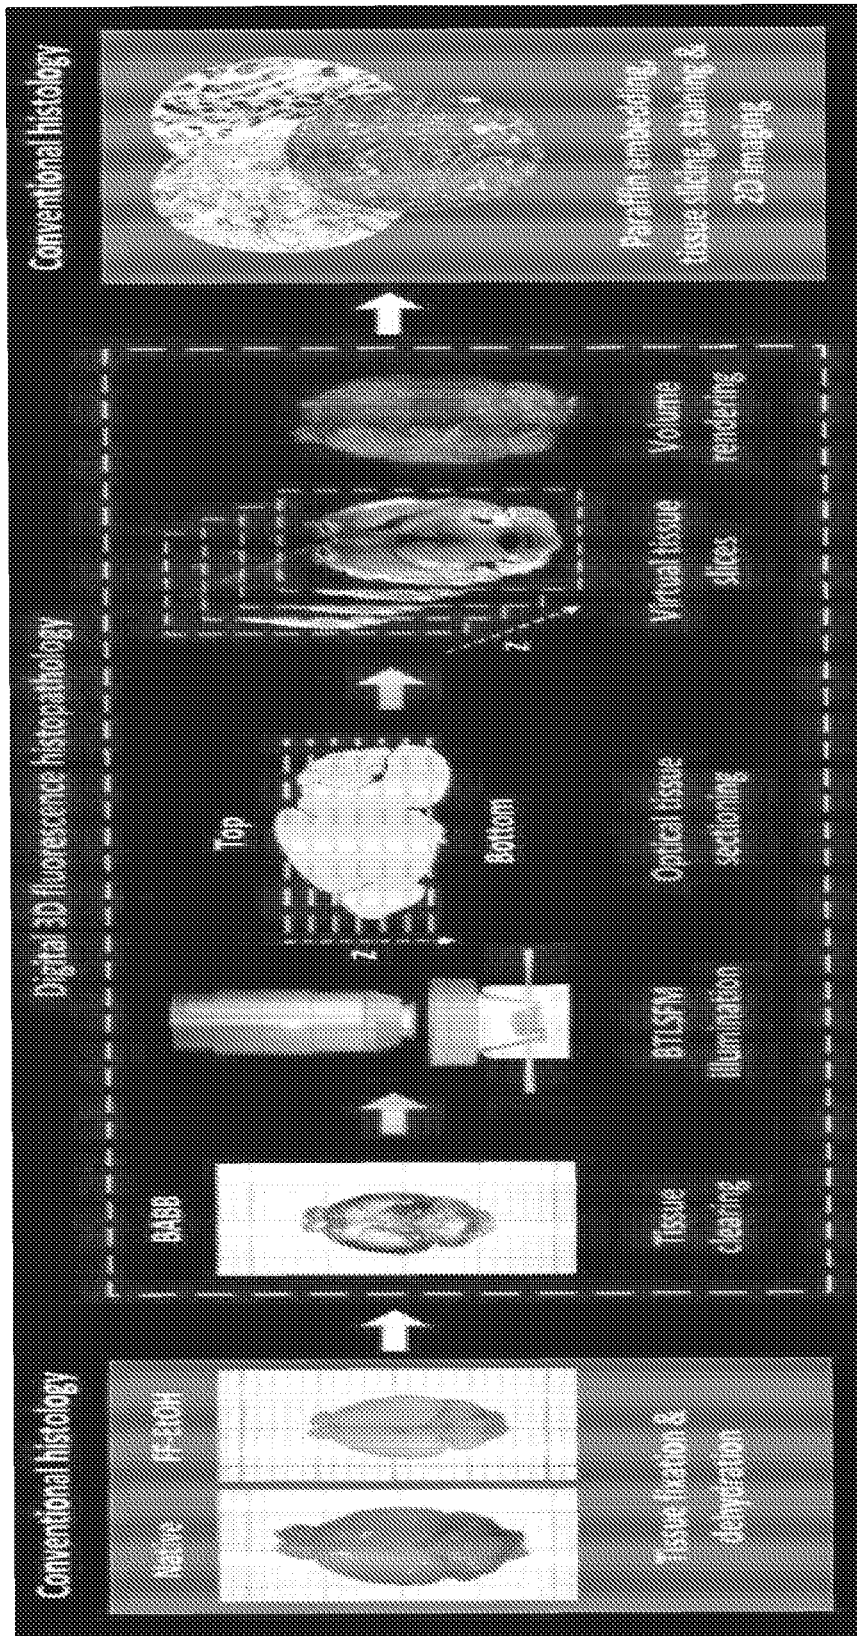 Conventional histology
Native
FF-EtOH
Tissue fixation &
dehydration
Digital 3D fluorescence histopathology
BABB
Tissue
clearing
BTLSFM
illumination
Top
Z
Bottom
Optical tissue
sectioning
Z
Virtual tissue
slices
Volume
rendering
Conventional histology
Paraffin embedding,
tissue slicing, staining &
2D imaging